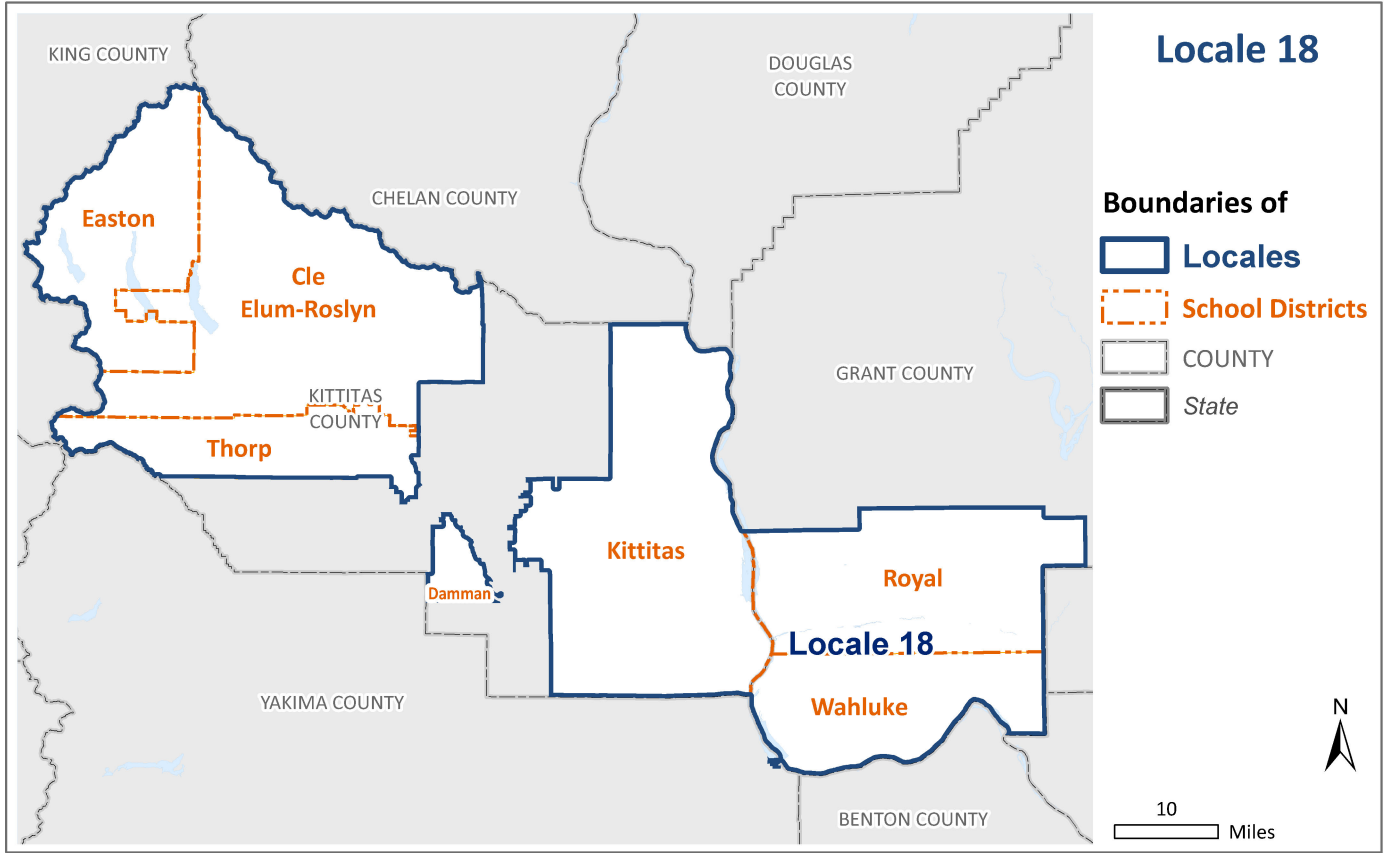 KING COUNTY
DOUGLAS
COUNTY
Locale 18
CHELAN COUNTY
Easton
Cle
Elum-Roslyn
Boundaries of
Locales
School Districts
COUNTY
State
GRANT COUNTY
KITTITAS
COUNTY
Thorp
Kittitas
Royal
Damman
Locale 18
Wahluke
YAKIMA COUNTY
BENTON COUNTY
N
10
Miles